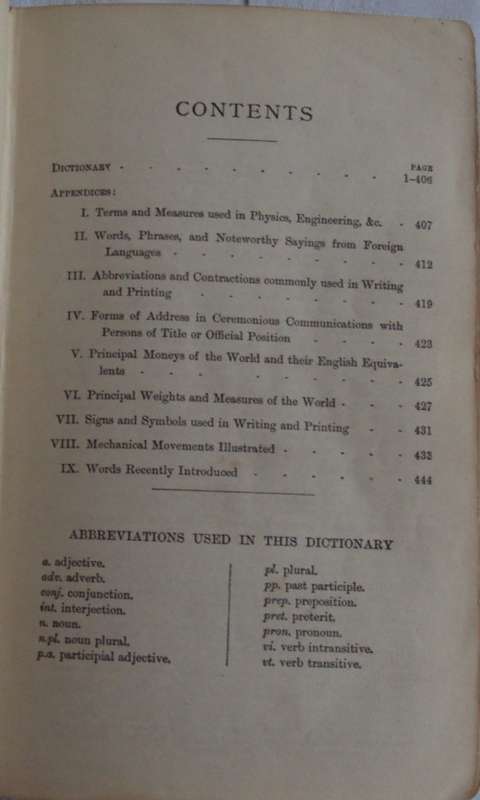 CONTENTS
PAGE
DICTIONARY - - - - - - - - 1-406
APPENDICES:
I. Terms and Measures used in Physics, Engineering, &c. - 407
II. Words, Phrases, and Noteworthy Sayings from Foreign
Languages - - - - - - - - 412
III. Abbreviations and Contractions commonly used in Writing
and Printing - - - - - - 419
IV. Forms of Address in Ceremonious Communications with
Persons of Title or Official Position - - - - 423
V. Principal Moneys of the World and their English Equiva-
lents - - - - - - - - 425
VI. Principal Weights and Measures of the World - - - 427
VII. Signs and Symbols used in Writing and Printing - - 431
VIII. Mechanical Movements Illustrated - - - - - 433
IX. Words Recently Introduced - - - - - - 444
ABBREVIATIONS USED IN THIS DICTIONARY
a. adjective.
adv. adverb.
conj. conjunction.
int. interjection.
n. noun.
n.pl. noun plural.
p.a. participial adjective.
pl. plural.
pp. past participle.
prep. preposition.
pret. preterit.
pron. pronoun.
vi. verb intransitive.
vt. verb transitive.